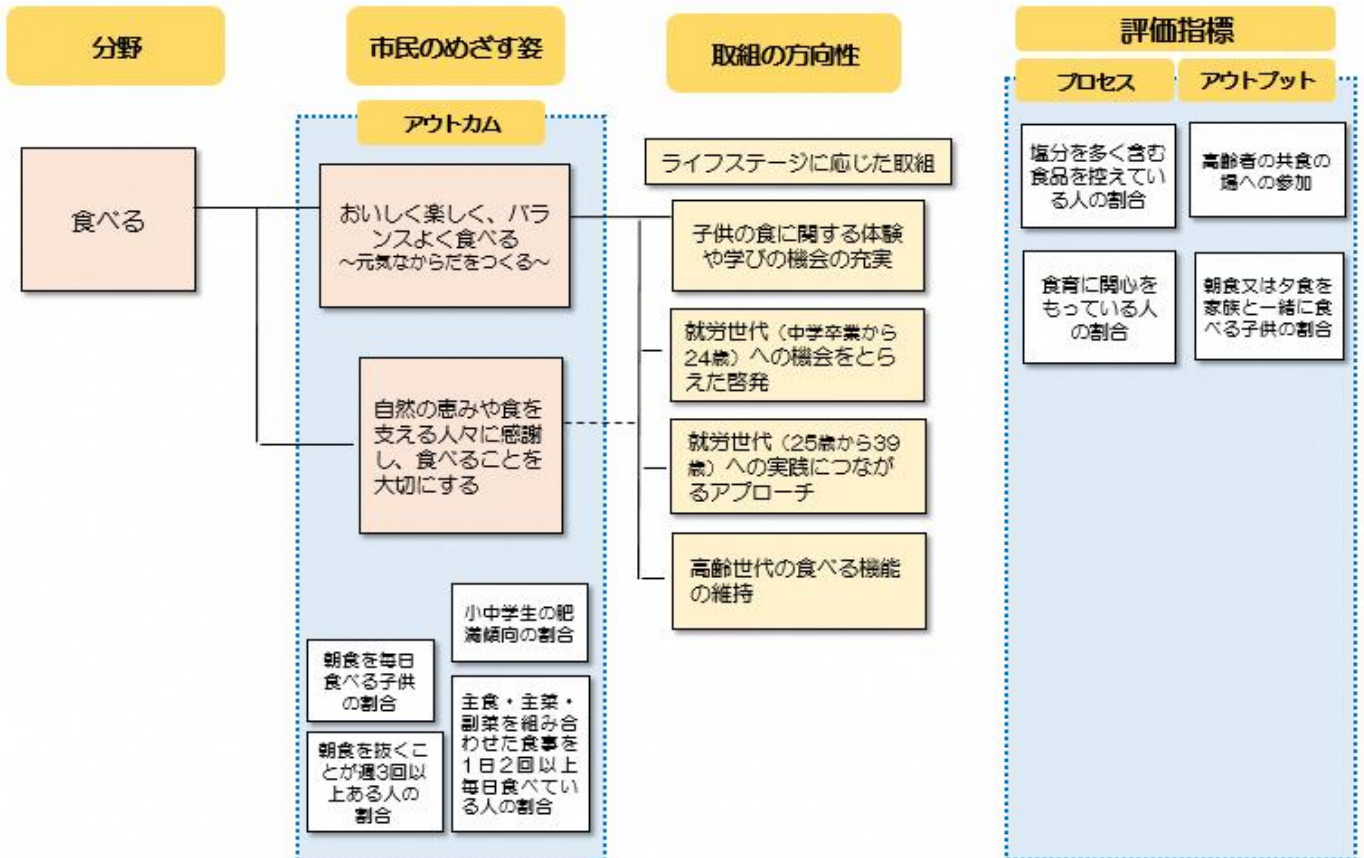 分野
市民のめざす姿
取組の方向性
評価指標
プロセス
アウトプット
アウトカム
食べる
おいしく楽しく、バラ
ンスよく食べる
～元気なからだをつくる～
自然の恵みや食を
支える人々に感謝
し、食べることを
大切にする
小中学生の肥
満傾向の割合
朝食を毎日
食べる子供
の割合
主食・主菜・
副菜を組み合
わせた食事を
1日2回以上
毎日食べてい
る人の割合
朝食を抜くこ
とが週3回以
上ある人の
割合
ライフステージに応じた取組
子供の食に関する体験
や学びの機会の充実
就労世代（中学卒業から
24歳）への機会をとら
えた啓発
就労世代（25歳から39
歳）への実践につなが
るアプローチ
高齢世代の食べる機能
の維持
塩分を多く含む
食品を控えてい
る人の割合
高齢者の共食の
場への参加
食育に関心を
もっている人
の割合
朝食又は夕食を
家族と一緒に食
べる子供の割合